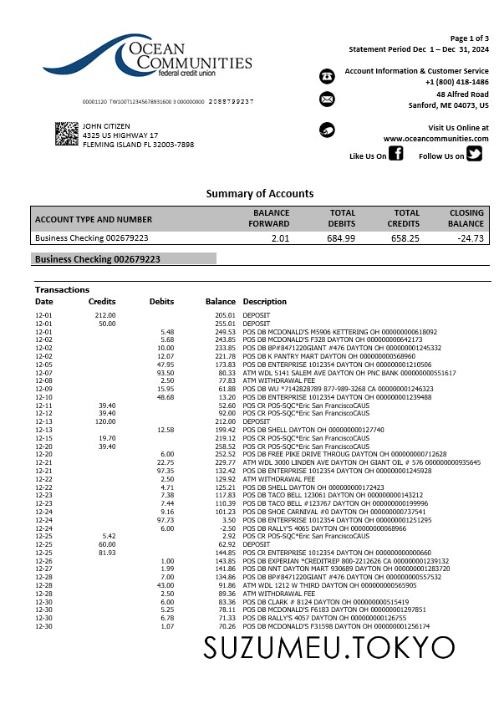 OCEAN
COMMUNITIES
federal credit union
Page 1 of 3
Statement Period Dec 1 – Dec 31, 2024
Account Information & Customer Service
+1 (800) 418-1486
48 Alfred Road
Sanford, ME 04073, US
Visit Us Online at
www.oceancommunities.com
Like Us On Follow Us on
2088799237
JOHN CITIZEN
4325 US HIGHWAY 17
FLEMING ISLAND FL 32003-7898
Summary of Accounts
ACCOUNT TYPE AND NUMBER BALANCE FORWARD TOTAL DEBITS TOTAL CREDITS CLOSING BALANCE
Business Checking 002679223 2.01 684.99 658.25 -24.73
Business Checking 002679223
Transactions
Date Credits Debits Balance Description
12-01 212.00 205.01 DEPOSIT
12-01 50.00 255.01 DEPOSIT
12-01 5.48 249.53 POS DB MCDONALD'S M5906 KETTERING OH 000000000618092
12-02 5.68 243.85 POS DB MCDONALD'S F328 DAYTON OH 000000000642173
12-02 10.00 233.85 POS DB BP#8471220GIANT #476 DAYTON OH 000000001245332
12-02 12.07 221.78 POS DB K PANTRY MART DAYTON OH 000000000568960
12-05 47.95 173.83 POS DB ENTERPRISE 1012354 DAYTON OH 000000001210506
12-07 93.50 80.33 ATM WDL 5141 SALEM AVE DAYTON OH PNC BANK 000000000551617
12-08 2.50 77.83 ATM WITHDRAWAL FEE
12-09 15.95 61.88 POS DB WU *7142828789 877-989-3268 CA 000000001246323
12-10 48.68 13.20 POS DB ENTERPRISE 1012354 DAYTON OH 000000001239488
12-11 39.40 52.60 POS CR POS-SQC*Eric San FranciscoCAUS
12-12 39.40 92.00 POS CR POS-SQC*Eric San FranciscoCAUS
12-13 120.00 212.00 DEPOSIT
12-13 12.58 199.42 POS DB SHELL DAYTON OH 000000000127740
12-15 19.70 219.12 POS CR POS-SQC*Eric San FranciscoCAUS
12-20 39.40 258.52 POS CR POS-SQC*Eric San FranciscoCAUS
12-20 6.00 252.52 POS DB FREE PIKE DRIVE THROUG DAYTON OH 000000000712628
12-21 22.75 229.77 ATM WDL 3000 LINDEN AVE DAYTON OH GIANT OIL # 576 000000000935645
12-21 97.35 132.42 POS DB ENTERPRISE 1012354 DAYTON OH 000000001245928
12-22 2.50 129.92 ATM WITHDRAWAL FEE
12-22 4.71 125.21 POS DB SHELL DAYTON OH 000000000172423
12-23 7.38 117.83 POS DB TACO BELL 123061 DAYTON OH 000000000143212
12-23 7.44 110.39 POS DB TACO BELL #123767 DAYTON OH 000000000199996
12-24 9.16 101.23 POS DB SHOE CARNIVAL #0 DAYTON OH 000000000737541
12-24 97.73 3.50 POS DB ENTERPRISE 1012354 DAYTON OH 000000001251295
12-24 6.00 -2.50 POS DB RALLY'S 4065 DAYTON OH 000000000068966
12-25 5.42 2.92 POS CR POS-SQC*Eric San FranciscoCAUS
12-25 60.00 62.92 DEPOSIT
12-25 81.93 144.85 POS CR ENTERPRISE 1012354 DAYTON OH 000000000000660
12-26 1.00 143.85 POS DB EXPERIAN *CREDITREP 800-2212626 CA 000000001239132
12-27 1.99 141.86 POS DB NNT DAYTON MART 930689 DAYTON OH 000000001283720
12-28 7.00 134.86 POS DB BP#8471220GIANT #476 DAYTON OH 000000000557532
12-28 43.00 91.86 ATM WDL 1212 W THIRD DAYTON OH 000000000565905
12-28 2.50 89.36 ATM WITHDRAWAL FEE
12-30 6.00 83.36 POS DB CLARK # 8124 DAYTON OH 000000000515419
12-30 5.25 78.11 POS DB MCDONALD'S F6183 DAYTON OH 000000001297851
12-30 6.78 71.33 POS DB RALLY'S 4057 DAYTON OH 000000000126755
12-30 1.07 70.26 POS DB MCDONALD'S F31598 DAYTON OH 000000001256174
SUZUMEU.TOKYO